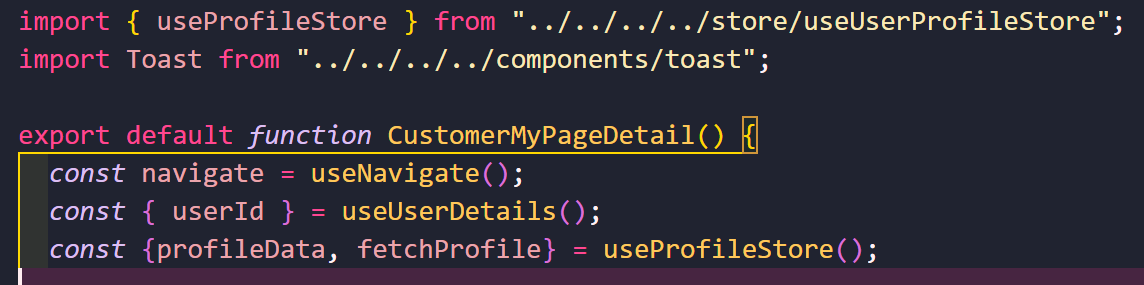 import { useProfileStore } from "../../../../store/useUserProfileStore";
import Toast from "../../../../components/toast";
export default function CustomerMyPageDetail() {
const navigate = useNavigate();
const { userId } = useUserDetails();
const {profileData, fetchProfile} = useProfileStore();